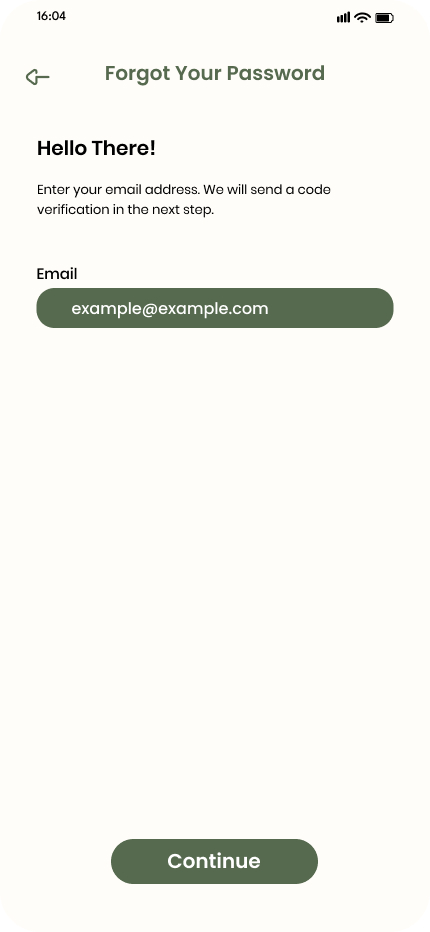 16:04
Forgot Your Password
Hello There!
Enter your email address. We will send a code
verification in the next step.
Email
example@example.com
Continue